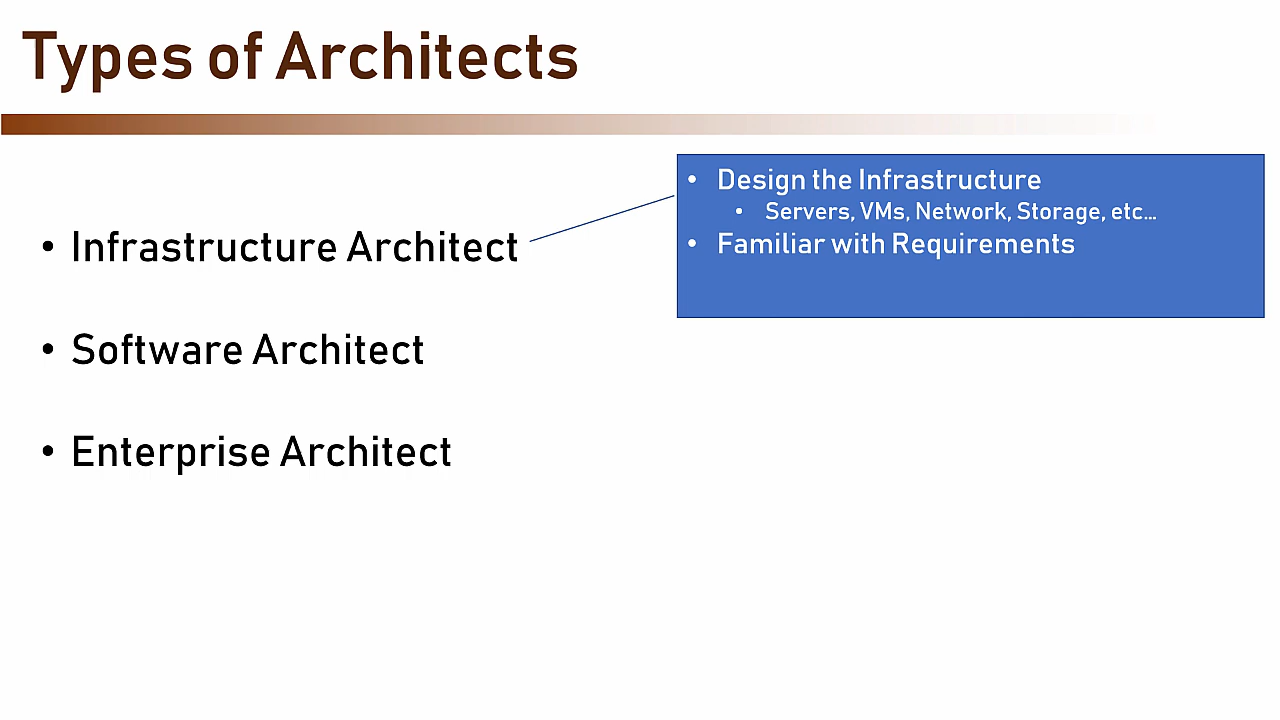 Types of Architects
• Design the Infrastructure
• Servers, VMs, Network, Storage, etc...
• Familiar with Requirements
• Infrastructure Architect
• Software Architect
• Enterprise Architect